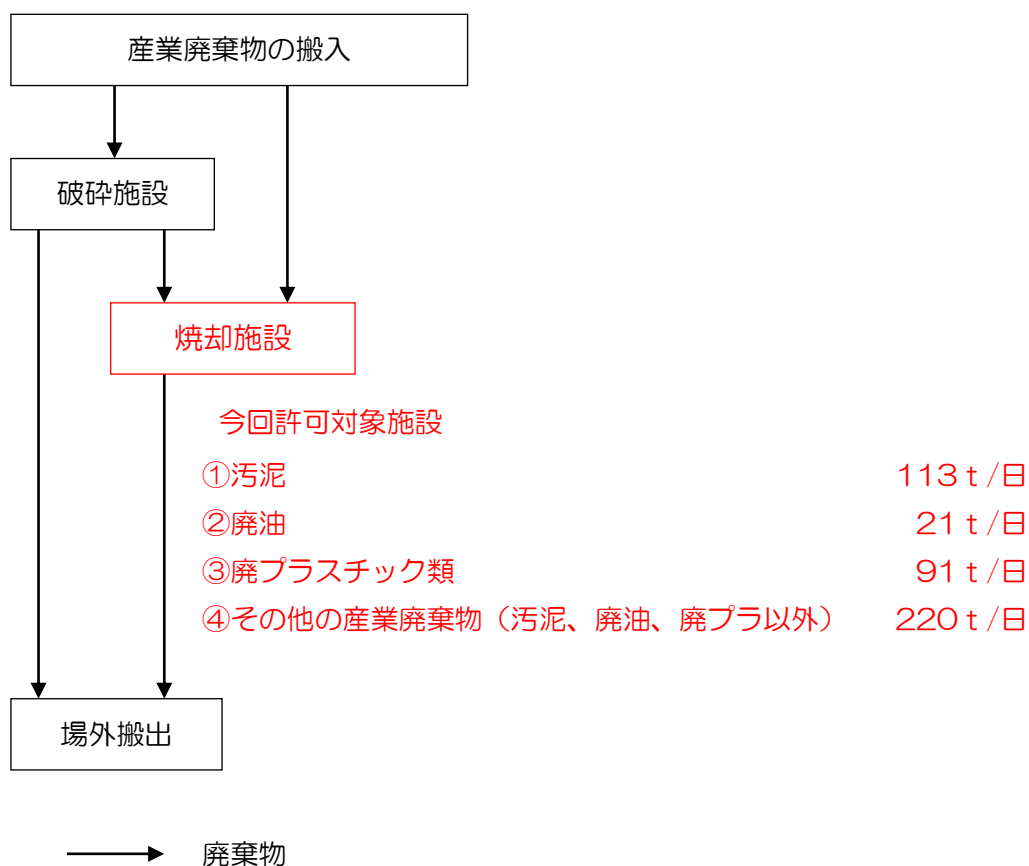 産業廃棄物の搬入
破砕施設
焼却施設
今回許可対象施設
①汚泥 113ｔ/日
②廃油 21ｔ/日
③廃プラスチック類 91ｔ/日
④その他の産業廃棄物（汚泥、廃油、廃プラ以外） 220ｔ/日
場外搬出
廃棄物